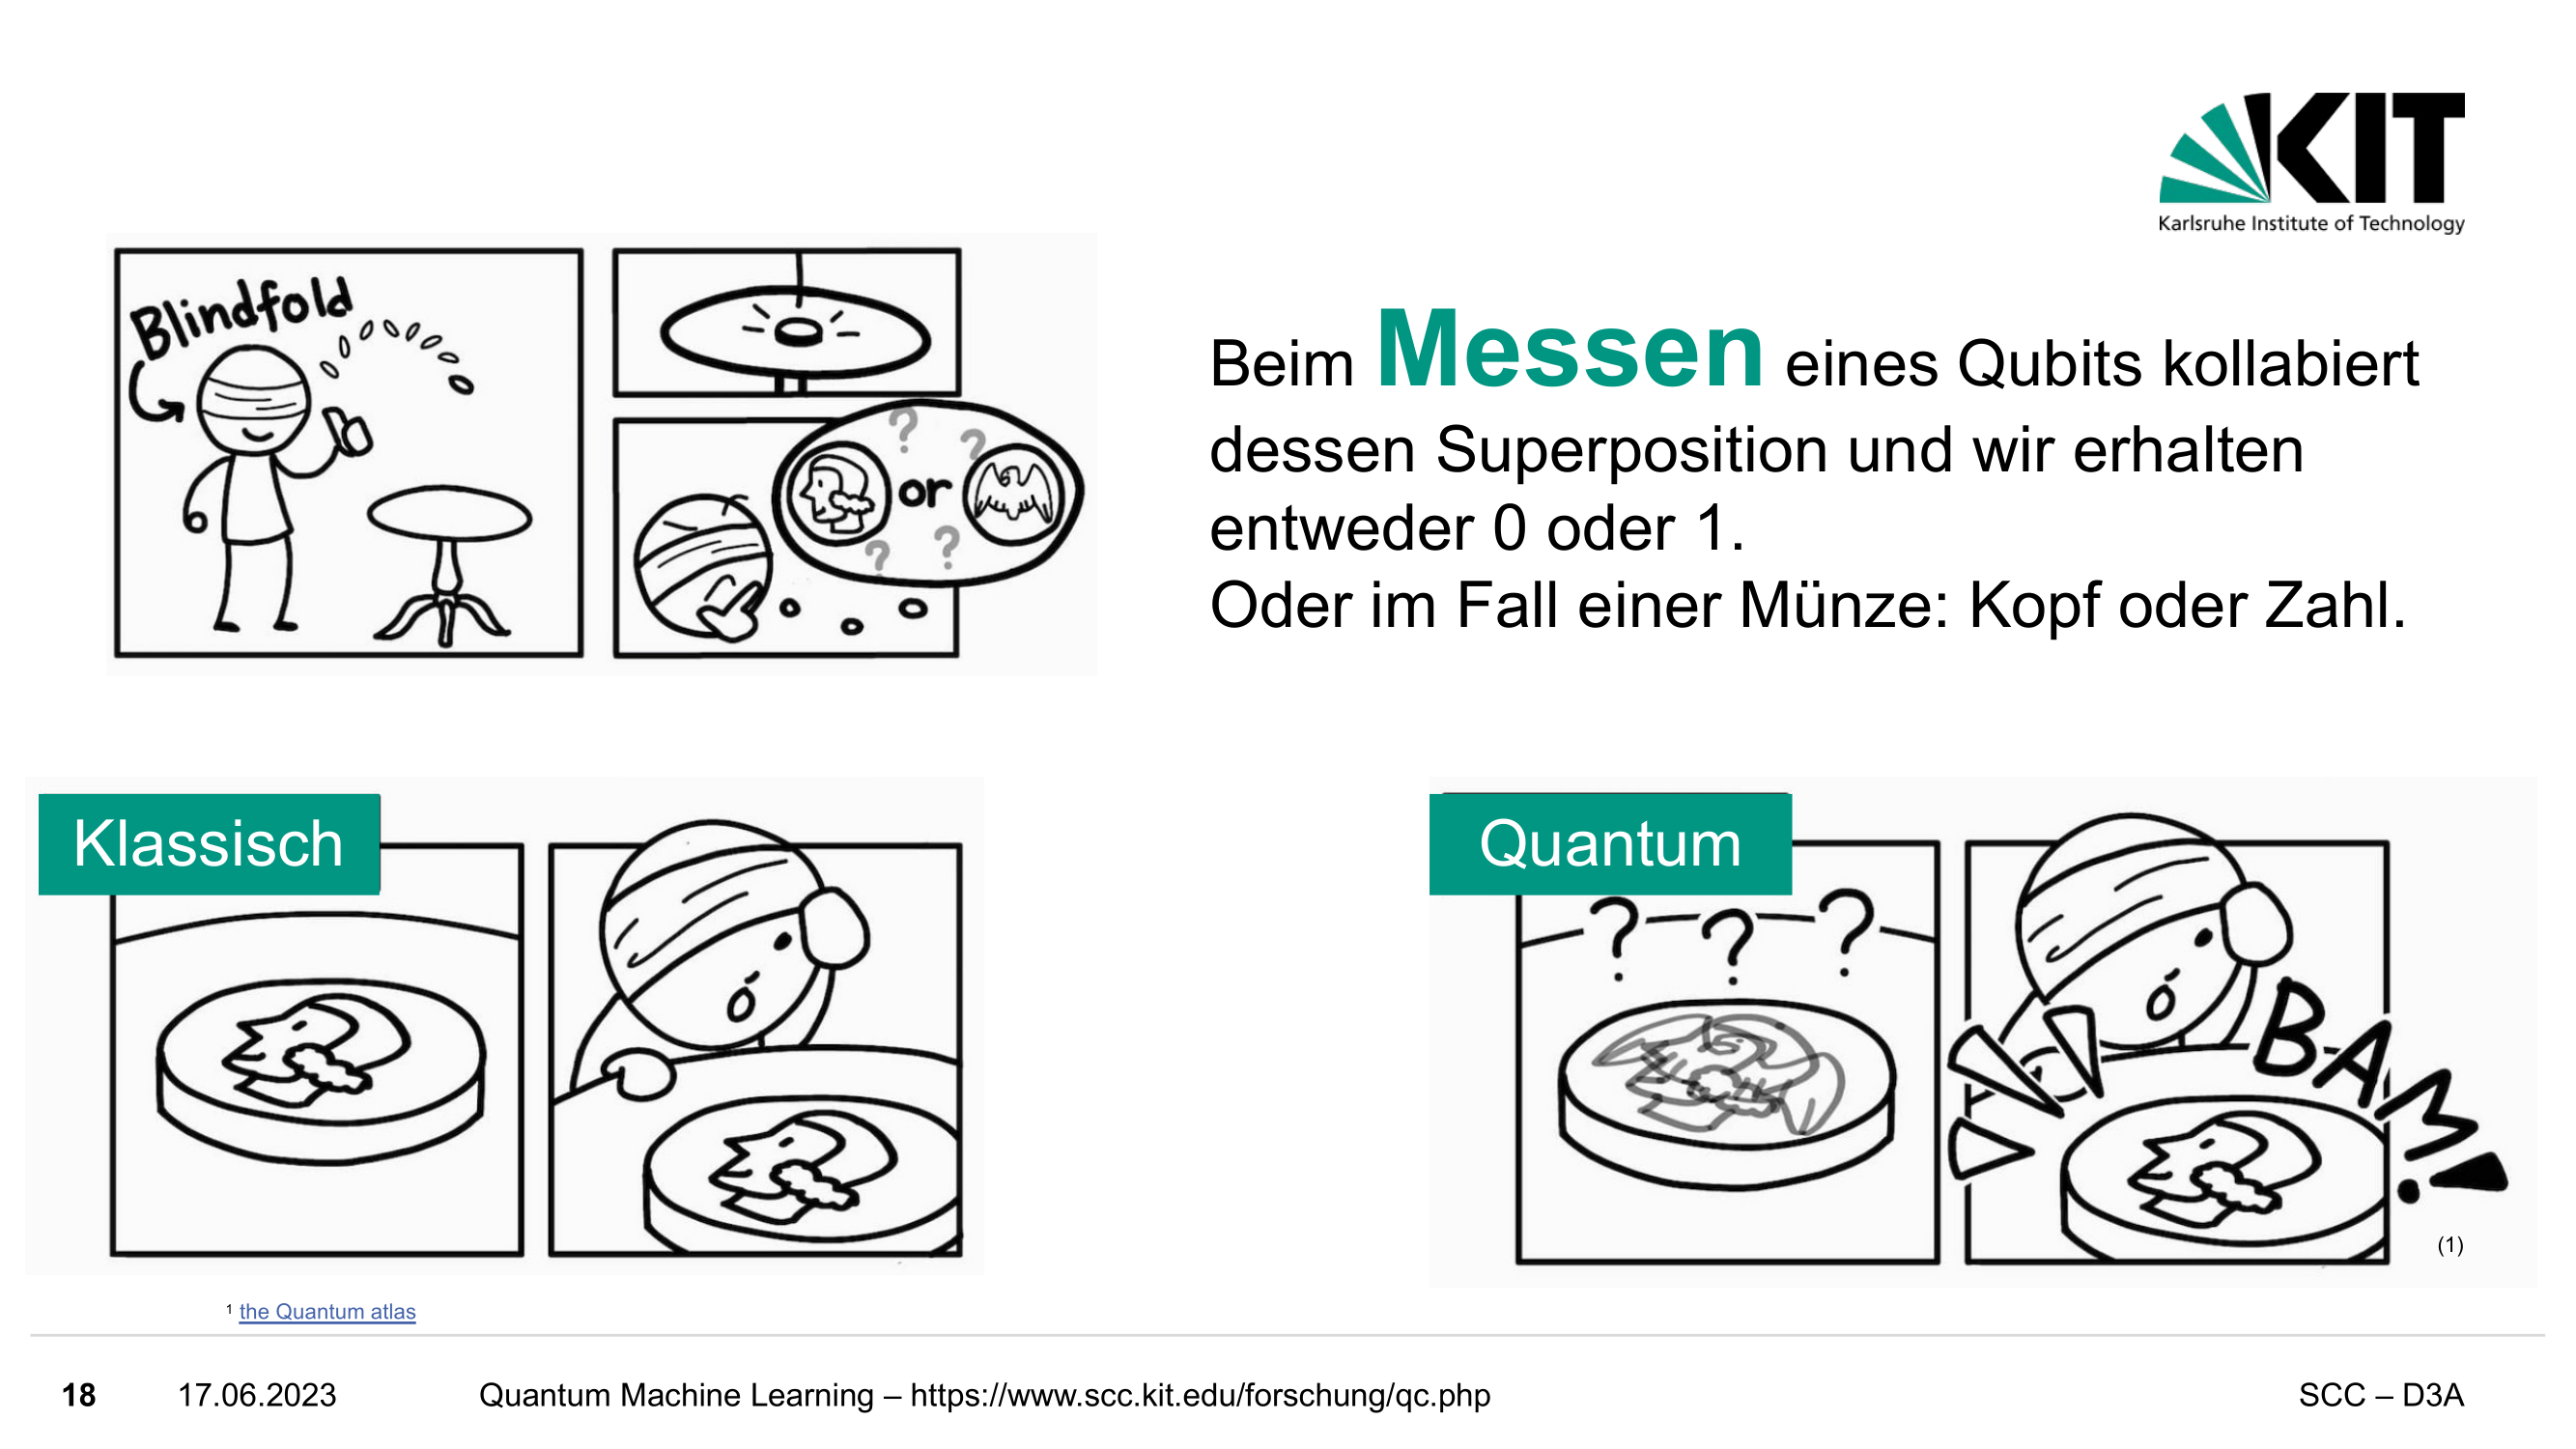 KIT
Karlsruhe Institute of Technology
Blindfold
? ?
or
? ?
Beim Messen eines Qubits kollabiert
dessen Superposition und wir erhalten
entweder 0 oder 1.
Oder im Fall einer Münze: Kopf oder Zahl.
Klassisch
Quantum
? ? ?
BAM!
(1)
1 the Quantum atlas
18 17.06.2023 Quantum Machine Learning – https://www.scc.kit.edu/forschung/qc.php SCC – D3A